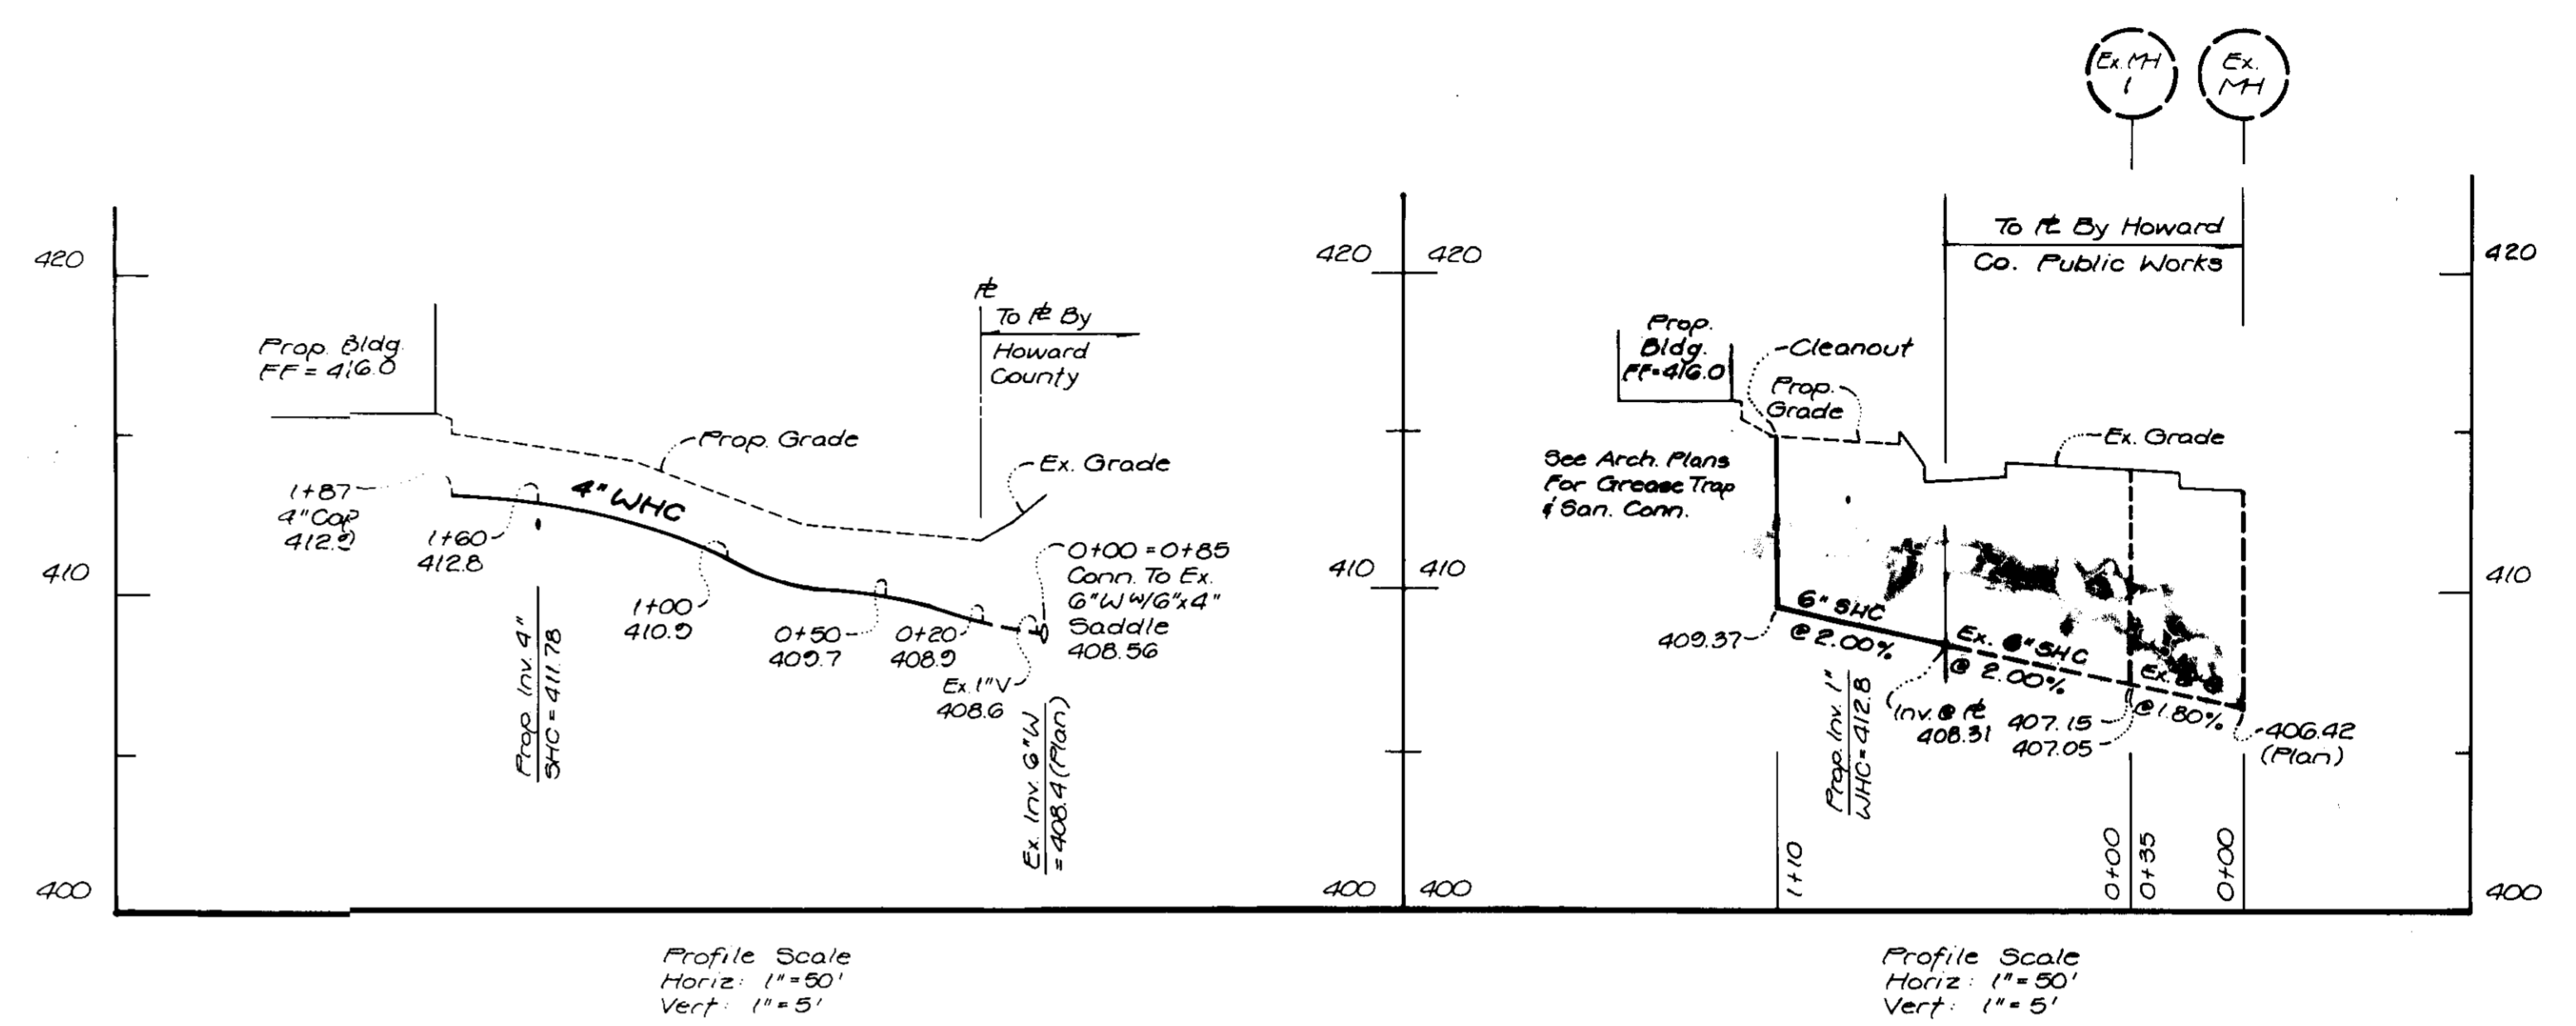 420
410
400
Prop. Bldg.
FF = 416.0
1+87
4" Cap
412.9
1+60
412.8
4" WHC
Prop. Inv. 4"
SHC = 411.78
Prop. Grade
1+00
410.9
0+50
409.7
0+20
408.9
℄
To ℄ By
Howard
County
Ex. Grade
0+00 = 0+85
Conn. To Ex.
6" W w/6"x4"
Saddle
408.56
Ex. 1" V
408.6
Ex. Inv. 6" W
= 408.4 (Plan)
Profile Scale
Horiz: 1" = 50'
Vert: 1" = 5'
420 420
410 410
400 400
Ex. MH
1
Ex.
MH
To ℄ By Howard
Co. Public Works
Prop.
Bldg.
FF=416.0
Cleanout
Prop.
Grade
See Arch. Plans
For Grease Trap
& San. Conn.
Ex. Grade
409.37
6" SHC
@ 2.00%
Ex. 6" SHC
@ 2.00%
Ex.
@ 1.80%
Prop. Inv. 1"
WHC=412.8
Inv. @ ℄
408.31
407.15
407.05
406.42
(Plan)
1+10
0+00
0+35
0+00
420
410
400
Profile Scale
Horiz: 1" = 50'
Vert: 1" = 5'